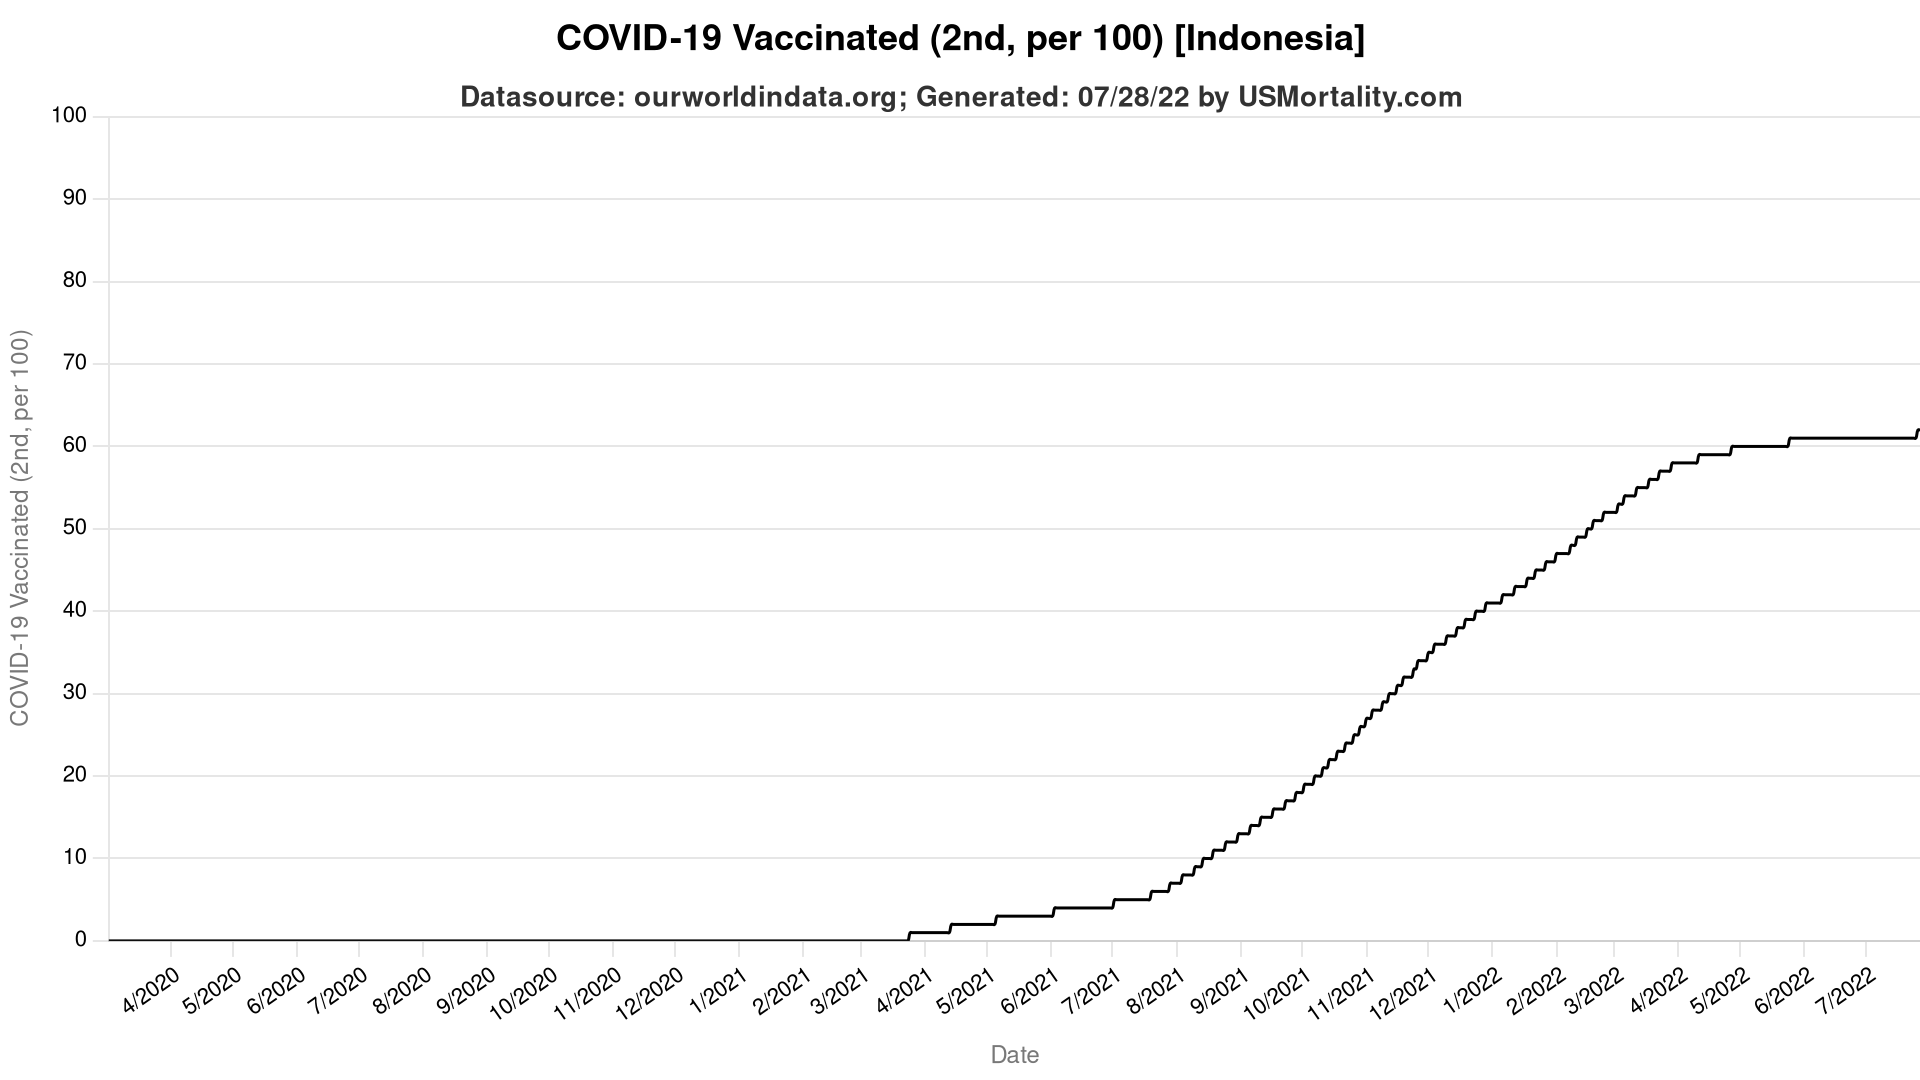 COVID-19 Vaccinated (2nd, per 100) [Indonesia]
Datasource: ourworldindata.org; Generated: 07/28/22 by USMortality.com
COVID-19 Vaccinated (2nd, per 100)
100
90
80
70
60
50
40
30
20
10
0
4/2020 5/2020 6/2020 7/2020 8/2020 9/2020 10/2020 11/2020 12/2020 1/2021 2/2021 3/2021 4/2021 5/2021 6/2021 7/2021 8/2021 9/2021 10/2021 11/2021 12/2021 1/2022 2/2022 3/2022 4/2022 5/2022 6/2022 7/2022
Date